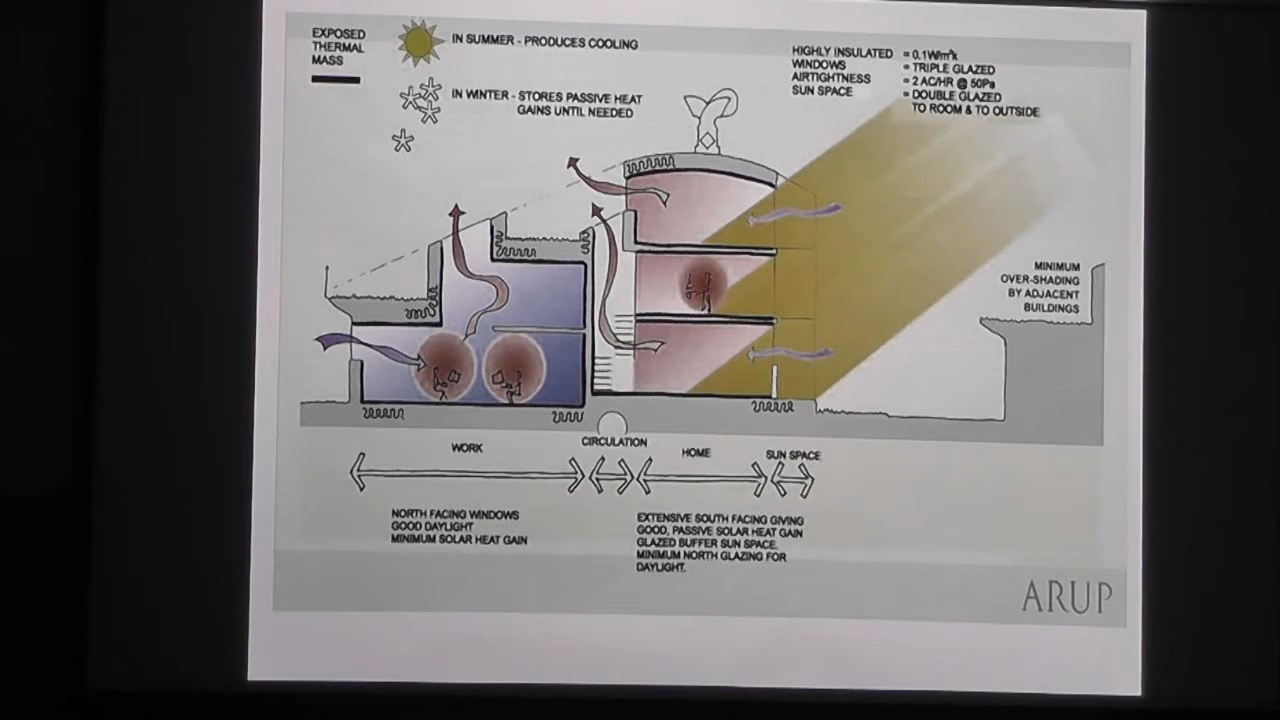 EXPOSED
THERMAL
MASS
IN SUMMER - PRODUCES COOLING
IN WINTER - STORES PASSIVE HEAT
GAINS UNTIL NEEDED
HIGHLY INSULATED = 0.1W/m²k
WINDOWS = TRIPLE GLAZED
AIRTIGHTNESS = 2 AC/HR @ 50Pa
SUN SPACE = DOUBLE GLAZED
TO ROOM & TO OUTSIDE
MINIMUM
OVER-SHADING
BY ADJACENT
BUILDINGS
WORK
CIRCULATION
HOME
SUN SPACE
NORTH FACING WINDOWS
GOOD DAYLIGHT
MINIMUM SOLAR HEAT GAIN
EXTENSIVE SOUTH FACING GIVING
GOOD, PASSIVE SOLAR HEAT GAIN
GLAZED BUFFER SUN SPACE.
MINIMUM NORTH GLAZING FOR
DAYLIGHT.
ARUP